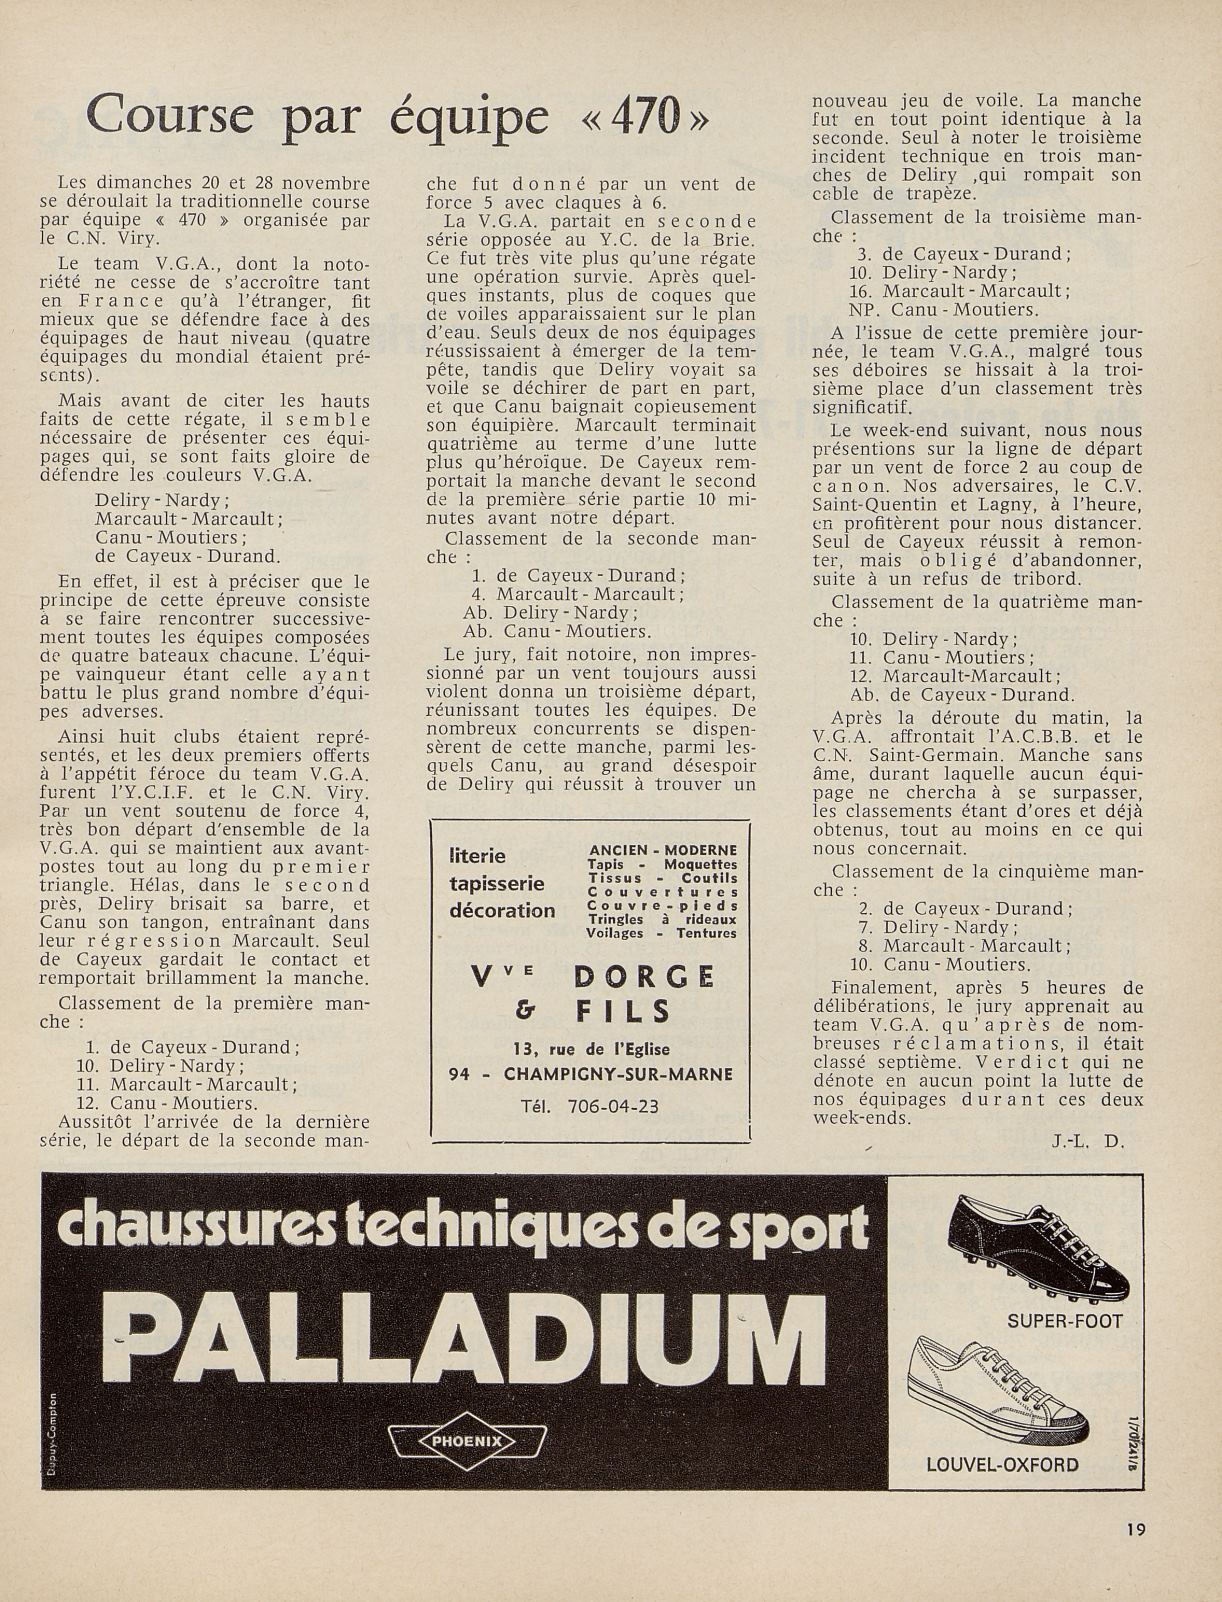 Course par équipe « 470 »
Les dimanches 20 et 28 novembre
se déroulait la traditionnelle course
par équipe « 470 » organisée par
le C.N. Viry.
Le team V.G.A., dont la noto-
riété ne cesse de s'accroître tant
en France qu'à l'étranger, fit
mieux que se défendre face à des
équipages de haut niveau (quatre
équipages du mondial étaient pré-
sents).
Mais avant de citer les hauts
faits de cette régate, il semble
nécessaire de présenter ces équi-
pages qui, se sont faits gloire de
défendre les couleurs V.G.A.
Deliry - Nardy ;
Marcault - Marcault ;
Canu - Moutiers ;
de Cayeux - Durand.
En effet, il est à préciser que le
principe de cette épreuve consiste
à se faire rencontrer successive-
ment toutes les équipes composées
de quatre bateaux chacune. L'équi-
pe vainqueur étant celle ayant
battu le plus grand nombre d'équi-
pes adverses.
Ainsi huit clubs étaient repré-
sentés, et les deux premiers offerts
à l'appétit féroce du team V.G.A.
furent l'Y.C.I.F. et le C.N. Viry.
Par un vent soutenu de force 4,
très bon départ d'ensemble de la
V.G.A. qui se maintient aux avant-
postes tout au long du premier
triangle. Hélas, dans le second
près, Deliry brisait sa barre, et
Canu son tangon, entraînant dans
leur régression Marcault. Seul
de Cayeux gardait le contact et
remportait brillamment la manche.
Classement de la première man-
che :
1. de Cayeux - Durand ;
10. Deliry - Nardy ;
11. Marcault - Marcault ;
12. Canu - Moutiers.
Aussitôt l'arrivée de la dernière
série, le départ de la seconde man-
che fut donné par un vent de
force 5 avec claques à 6.
La V.G.A. partait en seconde
série opposée au Y.C. de la Brie.
Ce fut très vite plus qu'une régate
une opération survie. Après quel-
ques instants, plus de coques que
de voiles apparaissaient sur le plan
d'eau. Seuls deux de nos équipages
réussissaient à émerger de la tem-
pête, tandis que Deliry voyait sa
voile se déchirer de part en part,
et que Canu baignait copieusement
son équipière. Marcault terminait
quatrième au terme d'une lutte
plus qu'héroïque. De Cayeux rem-
portait la manche devant le second
de la première série partie 10 mi-
nutes avant notre départ.
Classement de la seconde man-
che :
1. de Cayeux - Durand ;
4. Marcault - Marcault ;
Ab. Deliry - Nardy ;
Ab. Canu - Moutiers.
Le jury, fait notoire, non impres-
sionné par un vent toujours aussi
violent donna un troisième départ,
réunissant toutes les équipes. De
nombreux concurrents se dispen-
sèrent de cette manche, parmi les-
quels Canu, au grand désespoir
de Deliry qui réussit à trouver un
nouveau jeu de voile. La manche
fut en tout point identique à la
seconde. Seul à noter le troisième
incident technique en trois man-
ches de Deliry ,qui rompait son
cable de trapèze.
Classement de la troisième man-
che :
3. de Cayeux - Durand ;
10. Deliry - Nardy ;
16. Marcault - Marcault ;
NP. Canu - Moutiers.
A l'issue de cette première jour-
née, le team V.G.A., malgré tous
ses déboires se hissait à la troi-
sième place d'un classement très
significatif.
Le week-end suivant, nous nous
présentions sur la ligne de départ
par un vent de force 2 au coup de
canon. Nos adversaires, le C.V.
Saint-Quentin et Lagny, à l'heure,
en profitèrent pour nous distancer.
Seul de Cayeux réussit à remon-
ter, mais obligé d'abandonner,
suite à un refus de tribord.
Classement de la quatrième man-
che :
10. Deliry - Nardy ;
11. Canu - Moutiers ;
12. Marcault-Marcault ;
Ab. de Cayeux - Durand.
Après la déroute du matin, la
V.G.A. affrontait l'A.C.B.B. et le
C.N. Saint-Germain. Manche sans
âme, durant laquelle aucun équi-
page ne chercha à se surpasser,
les classements étant d'ores et déjà
obtenus, tout au moins en ce qui
nous concernait.
Classement de la cinquième man-
che :
2. de Cayeux - Durand ;
7. Deliry - Nardy ;
8. Marcault - Marcault ;
10. Canu - Moutiers.
Finalement, après 5 heures de
délibérations, le jury apprenait au
team V.G.A. qu'après de nom-
breuses réclamations, il était
classé septième. Verdict qui ne
dénote en aucun point la lutte de
nos équipages durant ces deux
week-ends.
J.-L. D.
literie
tapisserie
décoration
ANCIEN - MODERNE
Tapis - Moquettes
Tissus - Coutils
Couvertures
Couvre-pieds
Tringles à rideaux
Voilages - Tentures
VVE DORGE
& FILS
13, rue de l'Eglise
94 - CHAMPIGNY-SUR-MARNE
Tél. 706-04-23
chaussures techniques de sport
PALLADIUM
PHOENIX
Dupuy-Compton
SUPER-FOOT
LOUVEL-OXFORD
1/70/241/B
19